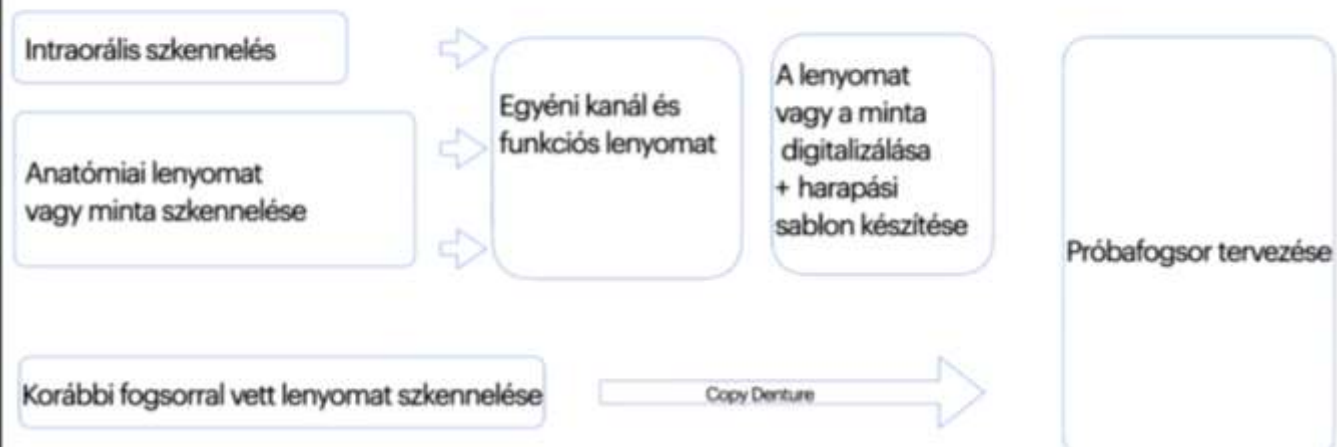 Intraorális szkennelés
Anatómiai lenyomat
vagy minta szkennelése
Egyéni kanál és
funkciós lenyomat
A lenyomat
vagy a minta
digitalizálása
+ harapási
sablon készítése
Próbafogsor tervezése
Korábbi fogsorral vett lenyomat szkennelése
Copy Denture